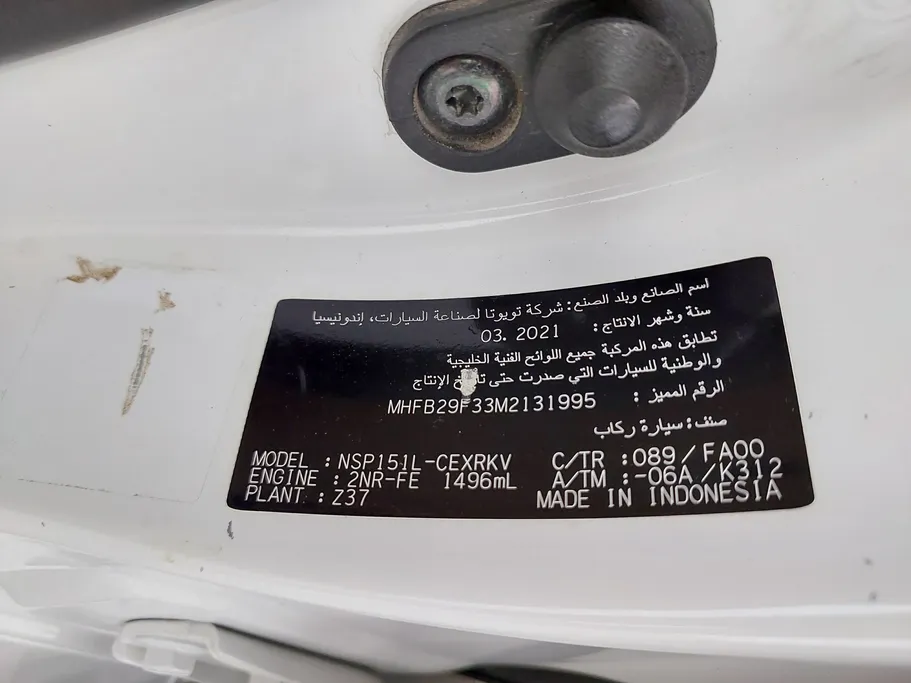 اسم الصانع وبلد الصنع: شركة تويوتا لصناعة السيارات، إندونيسيا
سنة وشهر الانتاج: 03. 2021
تطابق هذه المركبة جميع اللوائح الفنية الخليجية
والوطنية للسيارات التي صدرت حتى تاريخ الإنتاج
الرقم المميز : MHFB29F33M2131995
صنف: سيارة ركاب
MODEL : NSP151L-CEXRKV C/TR :089/FA00
ENGINE : 2NR-FE 1496mL A/TM :-06A/K312
PLANT : Z37 MADE IN INDONESIA